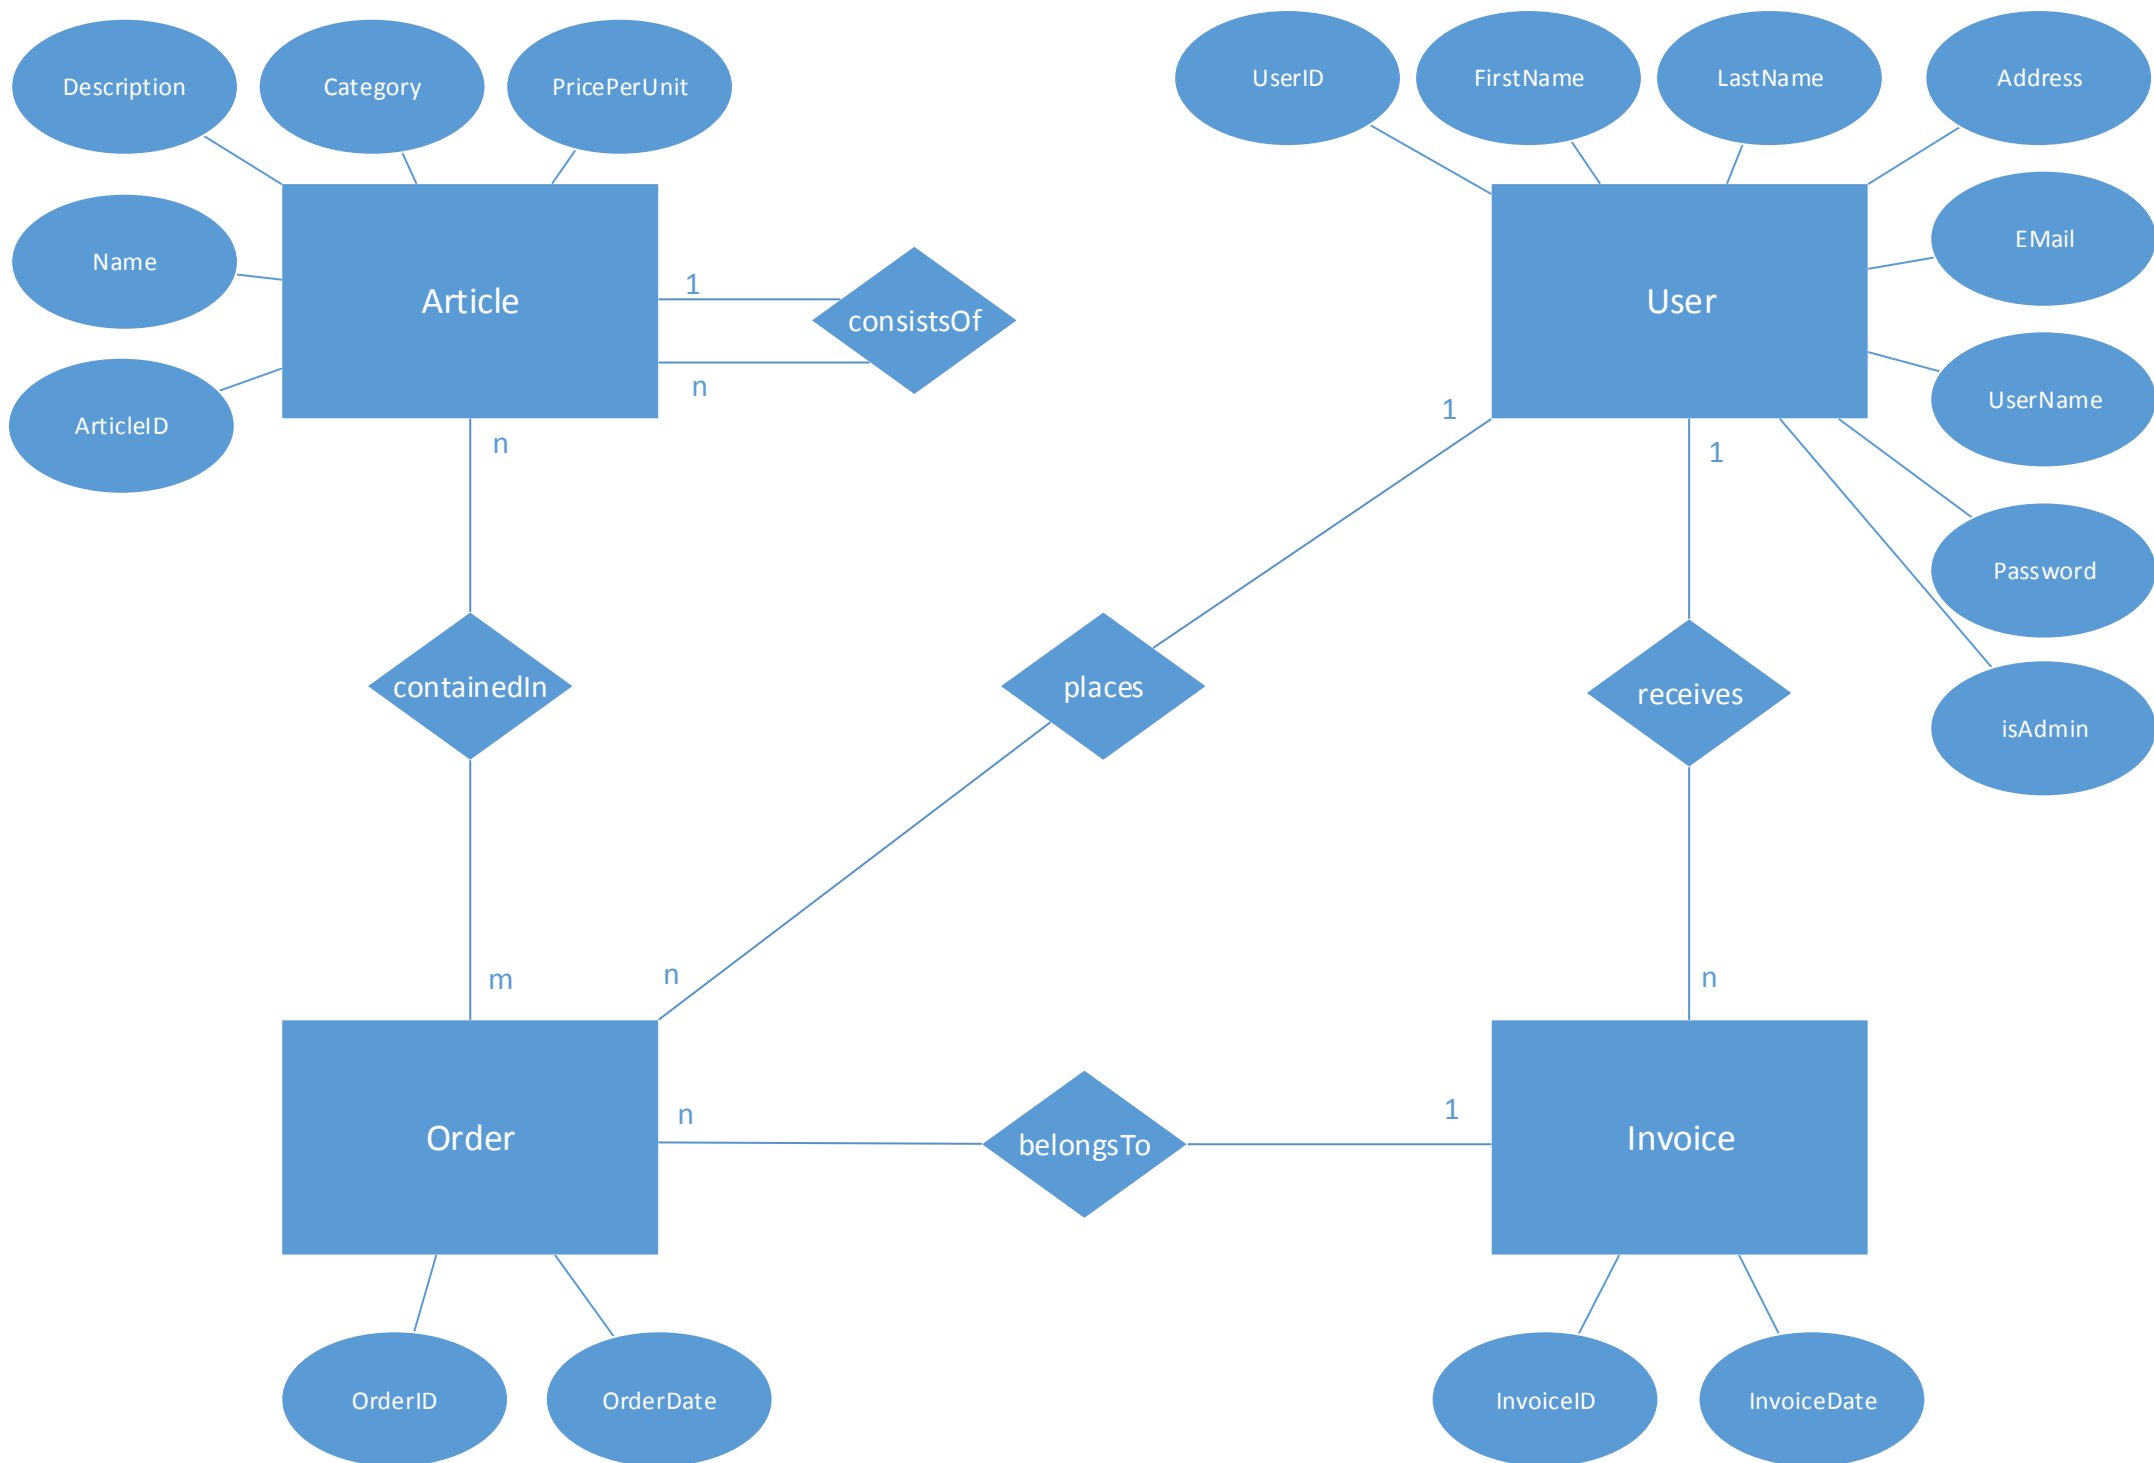 Description
Category
PricePerUnit
UserID
FirstName
LastName
Address
Name
Article
1
consistsOf
n
User
EMail
UserName
ArticleID
n
1
1
Password
containedIn
places
receives
isAdmin
m
n
n
Order
n
belongsTo
1
Invoice
OrderID
OrderDate
InvoiceID
InvoiceDate